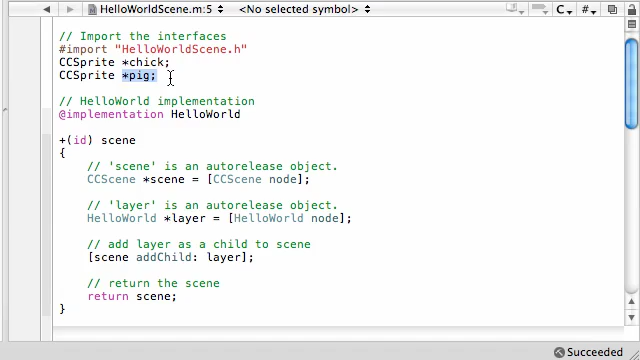 HelloWorldScene.m:5
<No selected symbol>
C
#
// Import the interfaces
#import "HelloWorldScene.h"
CCSprite *chick;
CCSprite *pig;
// HelloWorld implementation
@implementation HelloWorld
+(id) scene
{
// 'scene' is an autorelease object.
CCScene *scene = [CCScene node];
// 'layer' is an autorelease object.
HelloWorld *layer = [HelloWorld node];
// add layer as a child to scene
[scene addChild: layer];
// return the scene
return scene;
}
Succeeded